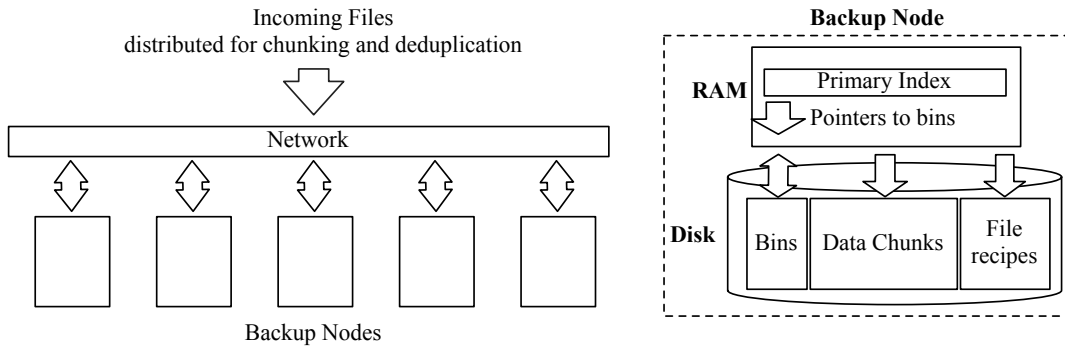 Incoming Files
distributed for chunking and deduplication
Network
Backup Nodes
Backup Node
RAM
Primary Index
Pointers to bins
Disk
Bins
Data Chunks
File
recipes